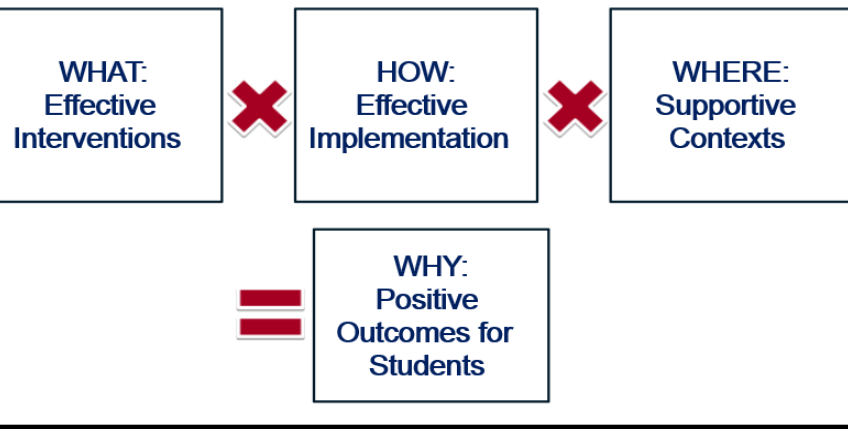 WHAT:
Effective
Interventions
HOW:
Effective
Implementation
WHERE:
Supportive
Contexts
WHY:
Positive
Outcomes for
Students